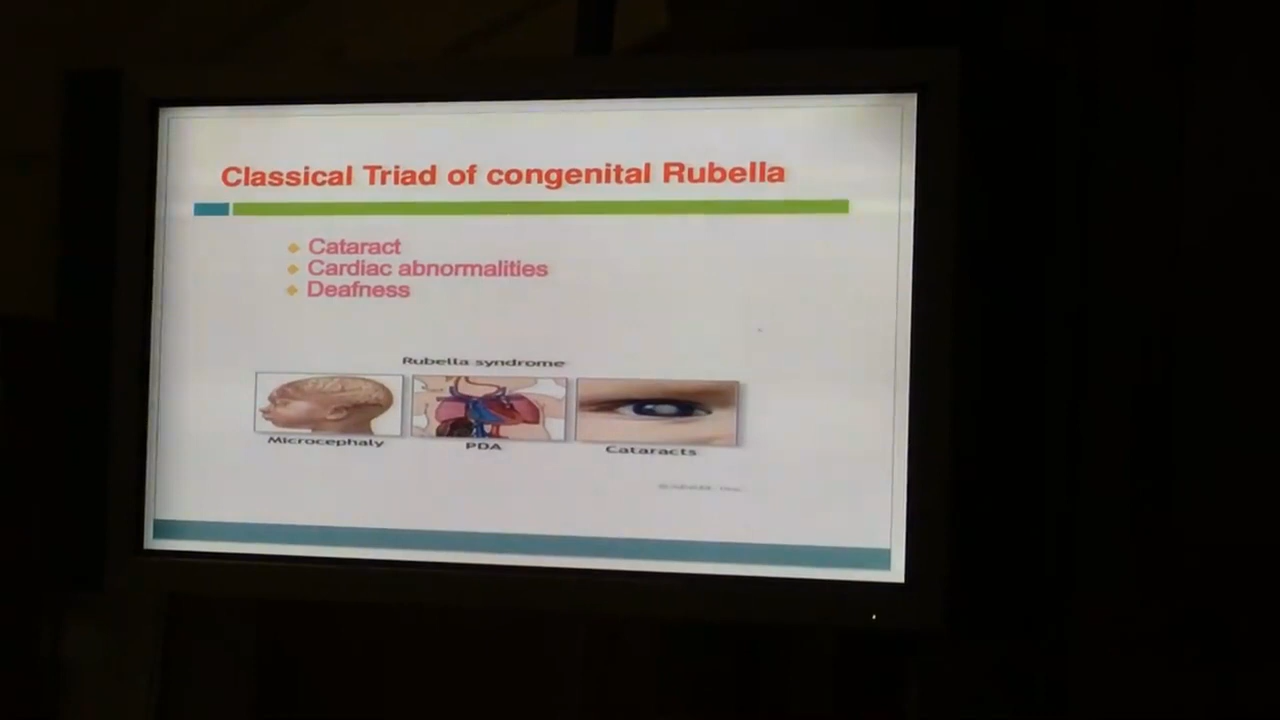 Classical Triad of congenital Rubella
Cataract
Cardiac abnormalities
Deafness
Rubella syndrome
Microcephaly
PDA
Cataracts